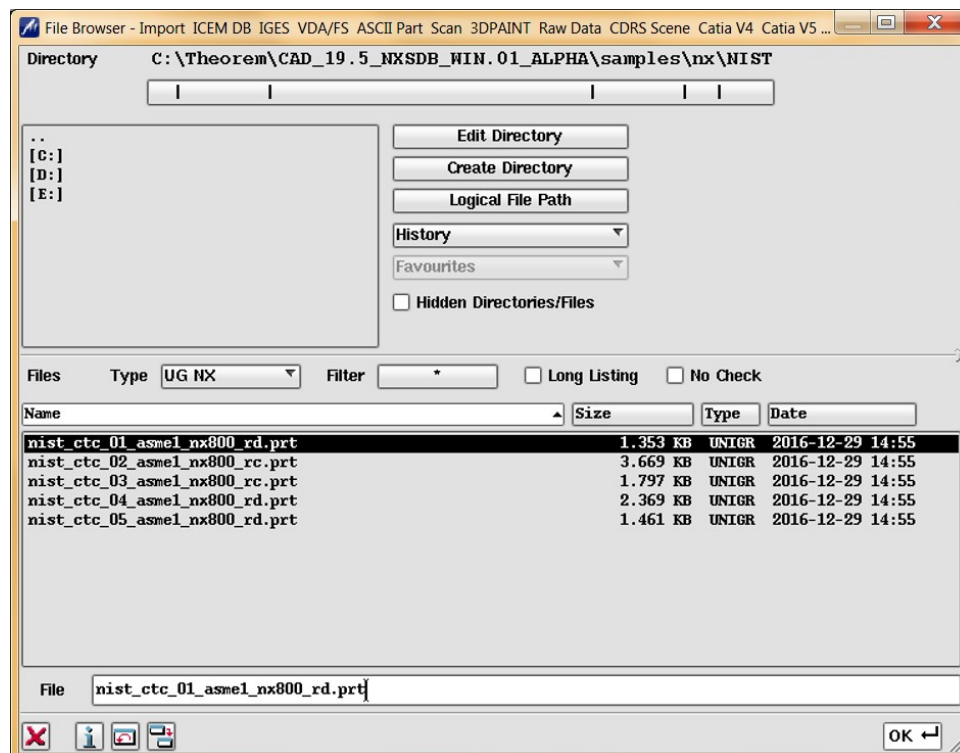 File Browser - Import ICEM DB IGES VDA/FS ASCII Part Scan 3DPAINT Raw Data CDRS Scene Catia V4 Catia V5 ...
Directory C:\Theorem\CAD_19.5_NXSDB_WIN.01_ALPHA\samples\nx\NIST
..
[C:]
[D:]
[E:]
Edit Directory
Create Directory
Logical File Path
History
Favourites
Hidden Directories/Files
Files Type UG NX Filter * Long Listing No Check
Name Size Type Date
nist_ctc_01_asme1_nx800_rd.prt 1.353 KB UNIGR 2016-12-29 14:55
nist_ctc_02_asme1_nx800_rc.prt 3.669 KB UNIGR 2016-12-29 14:55
nist_ctc_03_asme1_nx800_rc.prt 1.797 KB UNIGR 2016-12-29 14:55
nist_ctc_04_asme1_nx800_rd.prt 2.369 KB UNIGR 2016-12-29 14:55
nist_ctc_05_asme1_nx800_rd.prt 1.461 KB UNIGR 2016-12-29 14:55
File nist_ctc_01_asme1_nx800_rd.prt
OK